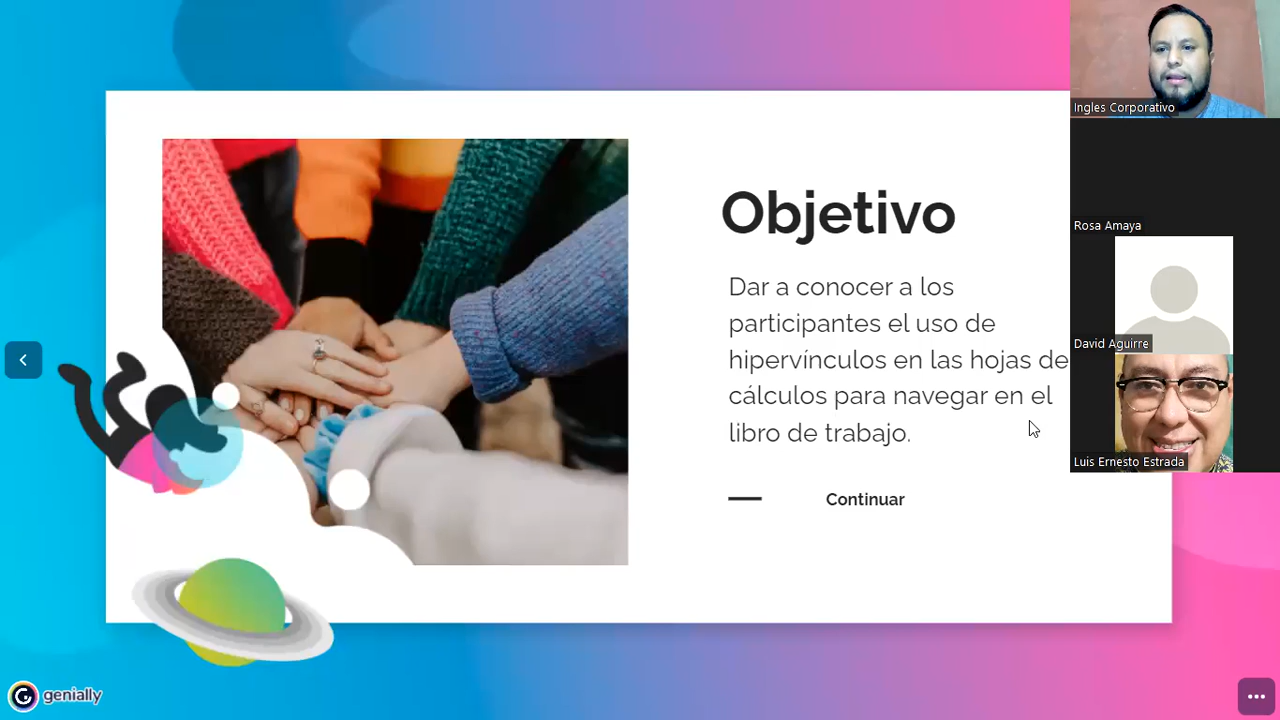 Objetivo
Dar a conocer a los
participantes el uso de
hipervínculos en las hojas de
cálculos para navegar en el
libro de trabajo.
Continuar
Ingles Corporativo
Rosa Amaya
David Aguirre
Luis Ernesto Estrada
genially